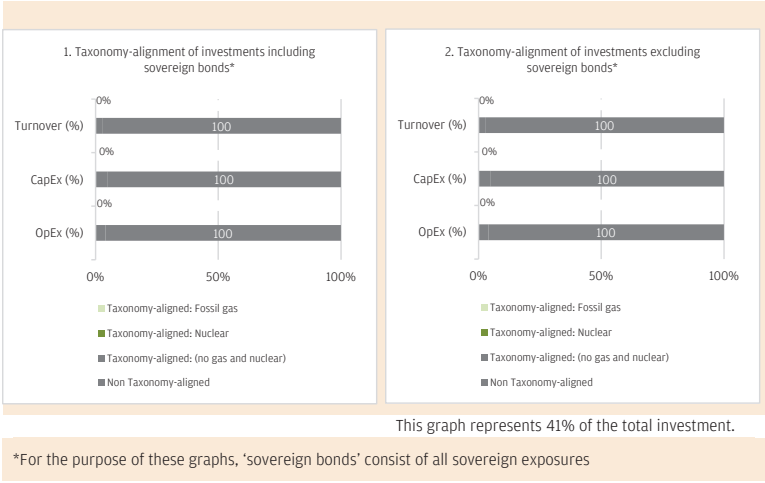 1. Taxonomy-alignment of investments including
sovereign bonds*
0%
Turnover (%)
100
0%
CapEx (%)
100
0%
OpEx (%)
100
0%
50%
100%
Taxonomy-aligned: Fossil gas
Taxonomy-aligned: Nuclear
Taxonomy-aligned: (no gas and nuclear)
Non Taxonomy-aligned
2. Taxonomy-alignment of investments excluding
sovereign bonds*
0%
Turnover (%)
100
0%
CapEx (%)
100
0%
OpEx (%)
100
0%
50%
100%
Taxonomy-aligned: Fossil gas
Taxonomy-aligned: Nuclear
Taxonomy-aligned: (no gas and nuclear)
Non Taxonomy-aligned
This graph represents 41% of the total investment.
*For the purpose of these graphs, ‘sovereign bonds’ consist of all sovereign exposures